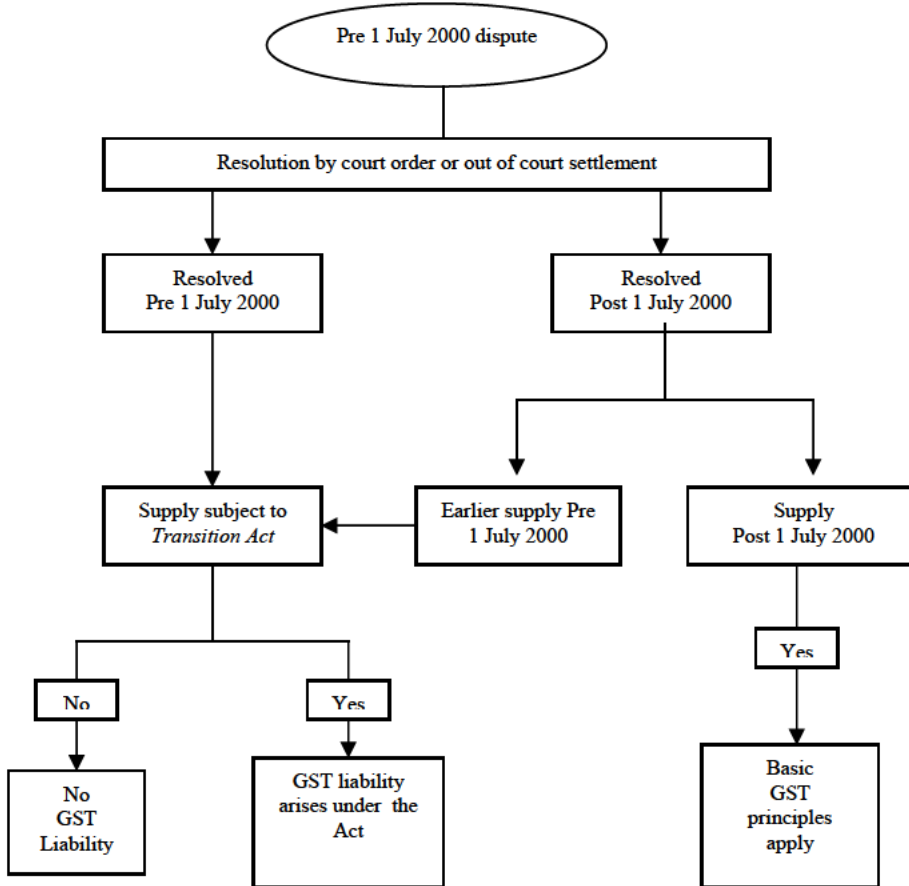 Pre 1 July 2000 dispute
Resolution by court order or out of court settlement
Resolved
Pre 1 July 2000
Resolved
Post 1 July 2000
Supply subject to
Transition Act
Earlier supply Pre
1 July 2000
Supply
Post 1 July 2000
Yes
No
Yes
No
GST
Liability
GST liability
arises under the
Act
Basic
GST
principles
apply